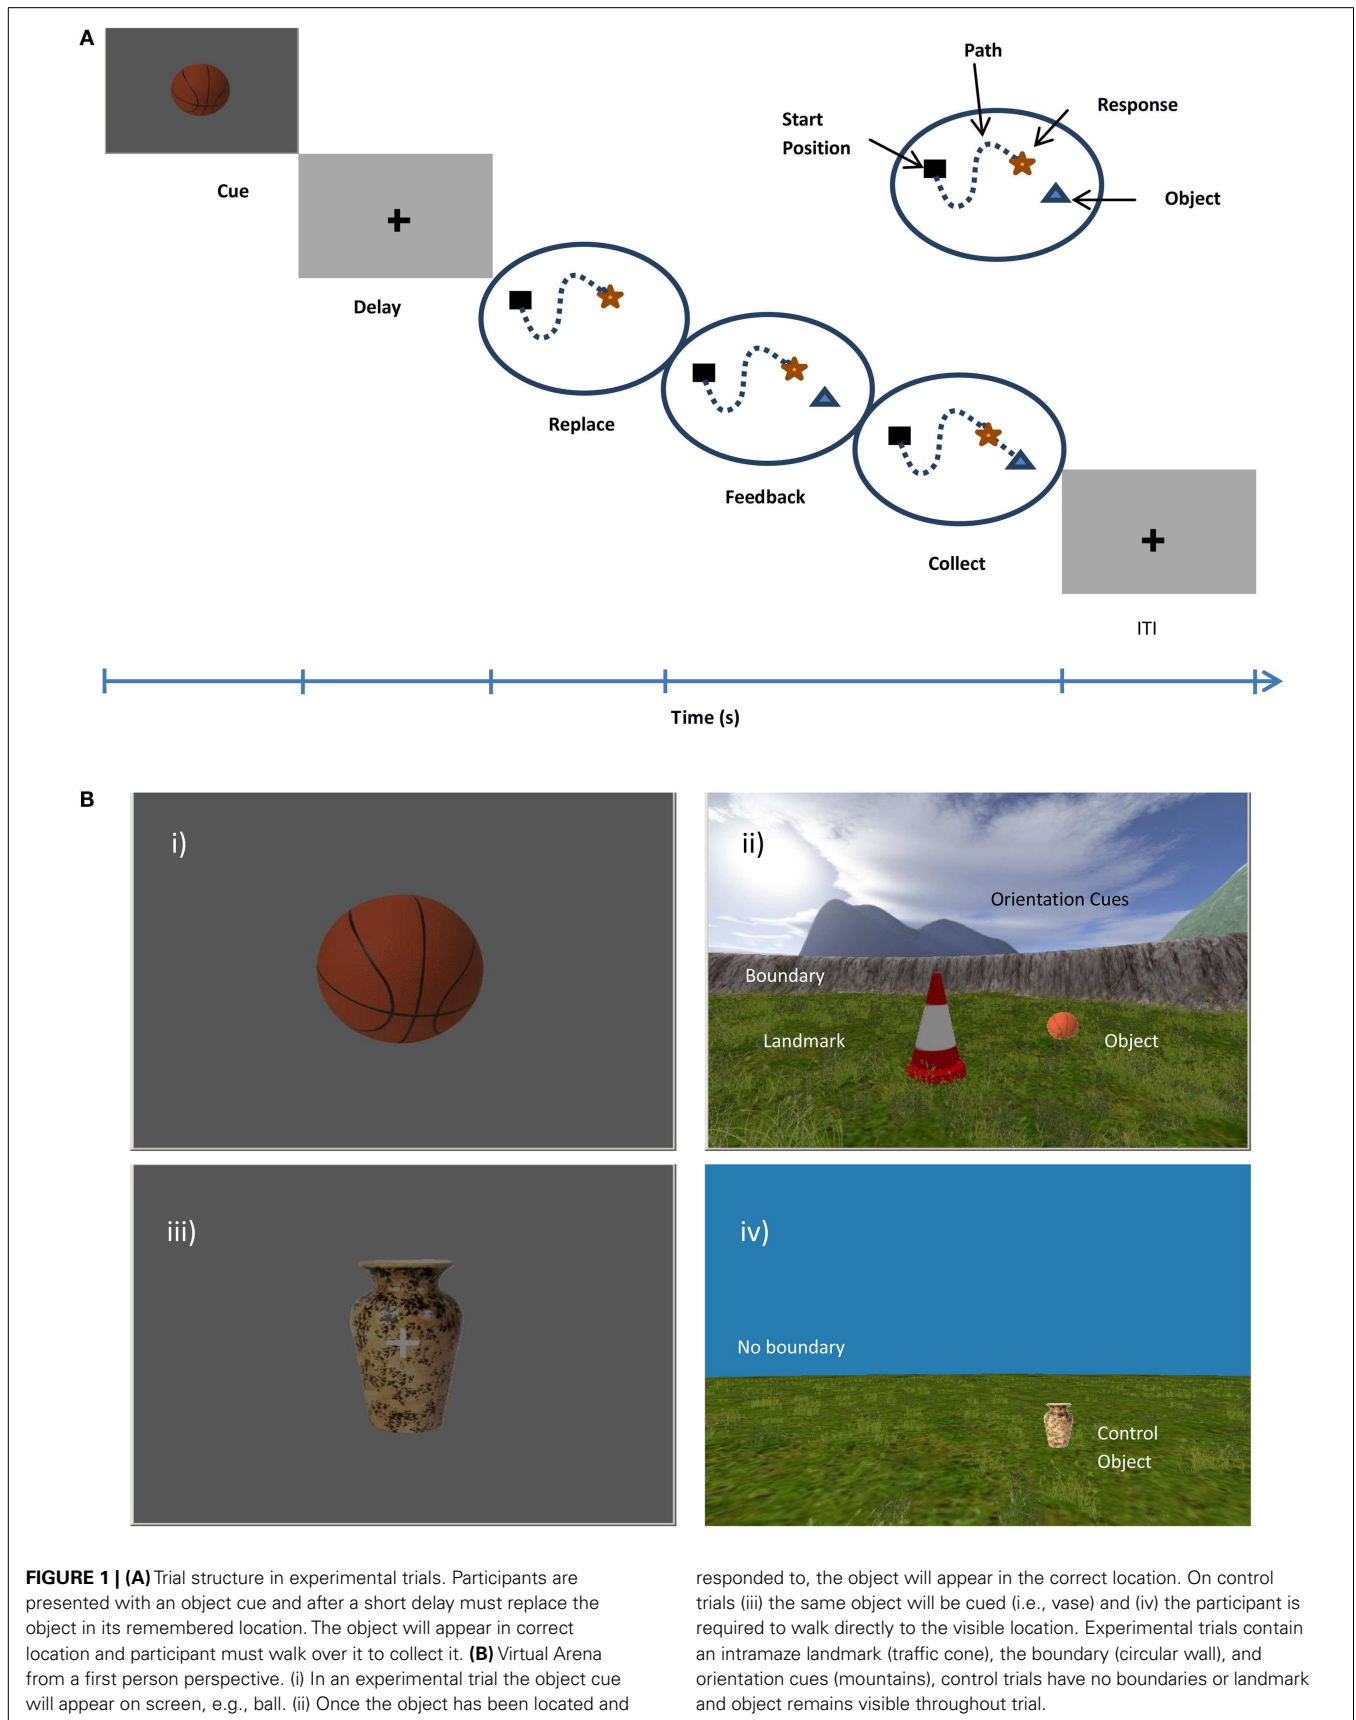 A
Cue
Delay
Replace
Feedback
Collect
ITI
Path
Start
Position
Response
Object
Time (s)
B
i)
ii)
Orientation Cues
Boundary
Landmark
Object
iii)
iv)
No boundary
Control
Object
FIGURE 1 | (A) Trial structure in experimental trials. Participants are
presented with an object cue and after a short delay must replace the
object in its remembered location. The object will appear in correct
location and participant must walk over it to collect it. (B) Virtual Arena
from a first person perspective. (i) In an experimental trial the object cue
will appear on screen, e.g., ball. (ii) Once the object has been located and
responded to, the object will appear in the correct location. On control
trials (iii) the same object will be cued (i.e., vase) and (iv) the participant is
required to walk directly to the visible location. Experimental trials contain
an intramaze landmark (traffic cone), the boundary (circular wall), and
orientation cues (mountains), control trials have no boundaries or landmark
and object remains visible throughout trial.